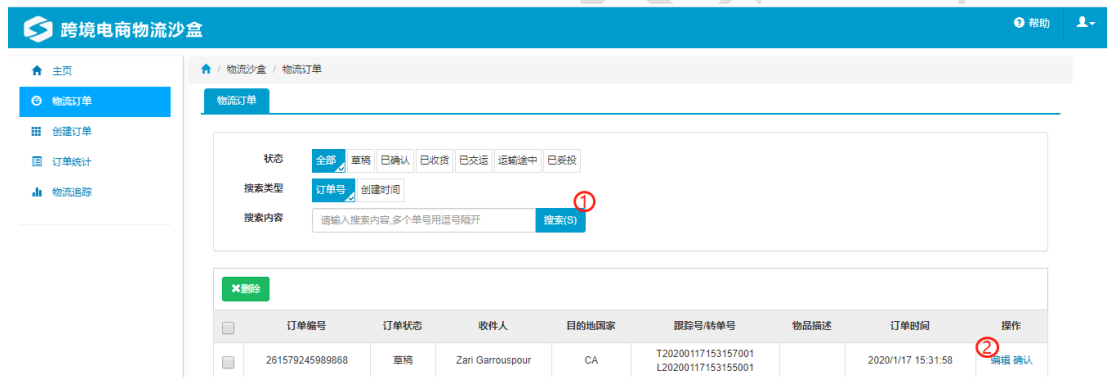 跨境电商物流沙盒
帮助
主页
物流订单
创建订单
订单统计
物流追踪
/ 物流沙盒 / 物流订单
物流订单
状态 全部 草稿 已确认 已收货 已交运 运输途中 已妥投
搜索类型 订单号 创建时间
①
搜索内容 请输入搜索内容,多个单号用逗号隔开 搜索(S)
删除
订单编号 订单状态 收件人 目的地国家 跟踪号/转单号 物品描述 订单时间 操作
②
261579245989868 草稿 Zari Garrouspour CA T20200117153157001 2020/1/17 15:31:58 编辑 确认
L20200117153155001